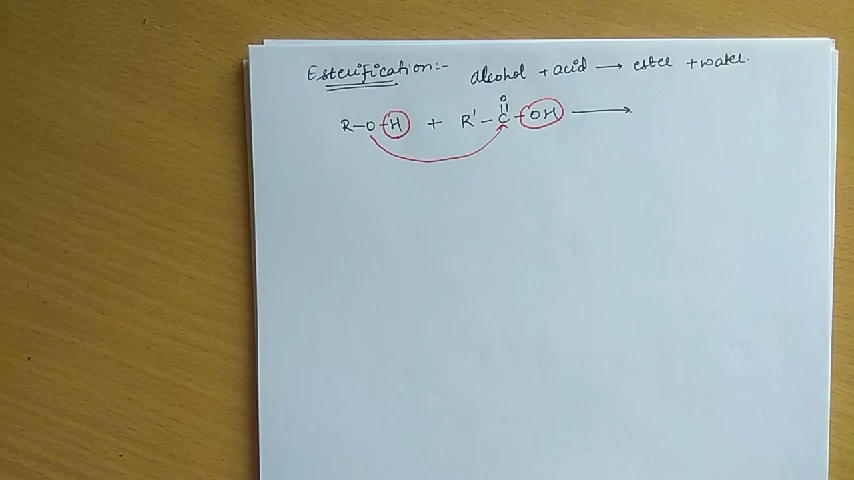 Esterification:- alcohol + acid → ester + water.
O
R-O-H + R'-C-OH →